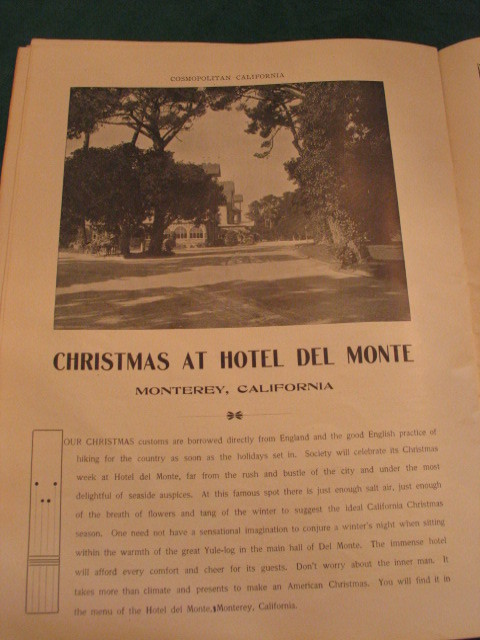 COSMOPOLITAN CALIFORNIA
CHRISTMAS AT HOTEL DEL MONTE
MONTEREY, CALIFORNIA
OUR CHRISTMAS customs are borrowed directly from England and the good English practice of
hiking for the country as soon as the holidays set in. Society will celebrate its Christmas
week at Hotel del Monte, far from the rush and bustle of the city and under the most
delightful of seaside auspices. At this famous spot there is just enough salt air, just enough
of the breath of flowers and tang of the winter to suggest the ideal California Christmas
season. One need not have a sensational imagination to conjure a winter's night when sitting
within the warmth of the great Yule-log in the main hall of Del Monte. The immense hotel
will afford every comfort and cheer for its guests. Don't worry about the inner man. It
takes more than climate and presents to make an American Christmas. You will find it in
the menu of the Hotel del Monte, Monterey, California.